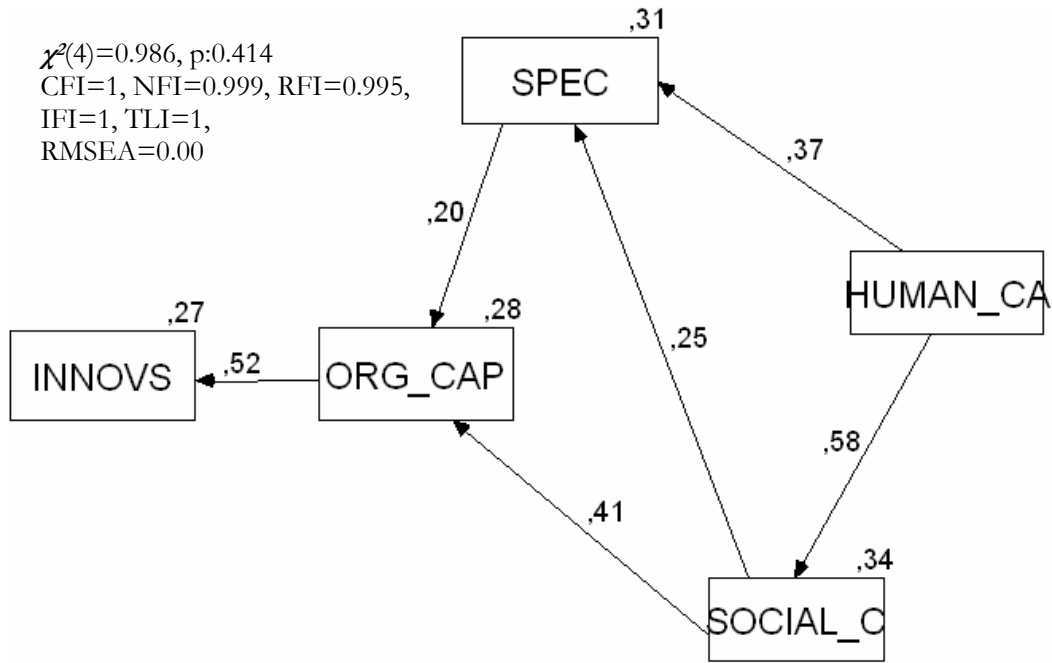 ,31
χ²(4)=0.986, p:0.414
CFI=1, NFI=0.999, RFI=0.995,
IFI=1, TLI=1,
RMSEA=0.00
SPEC
,37
,20
HUMAN_CA
,27
,28
,25
INNOVS
,52
ORG_CAP
,58
,41
,34
SOCIAL_C